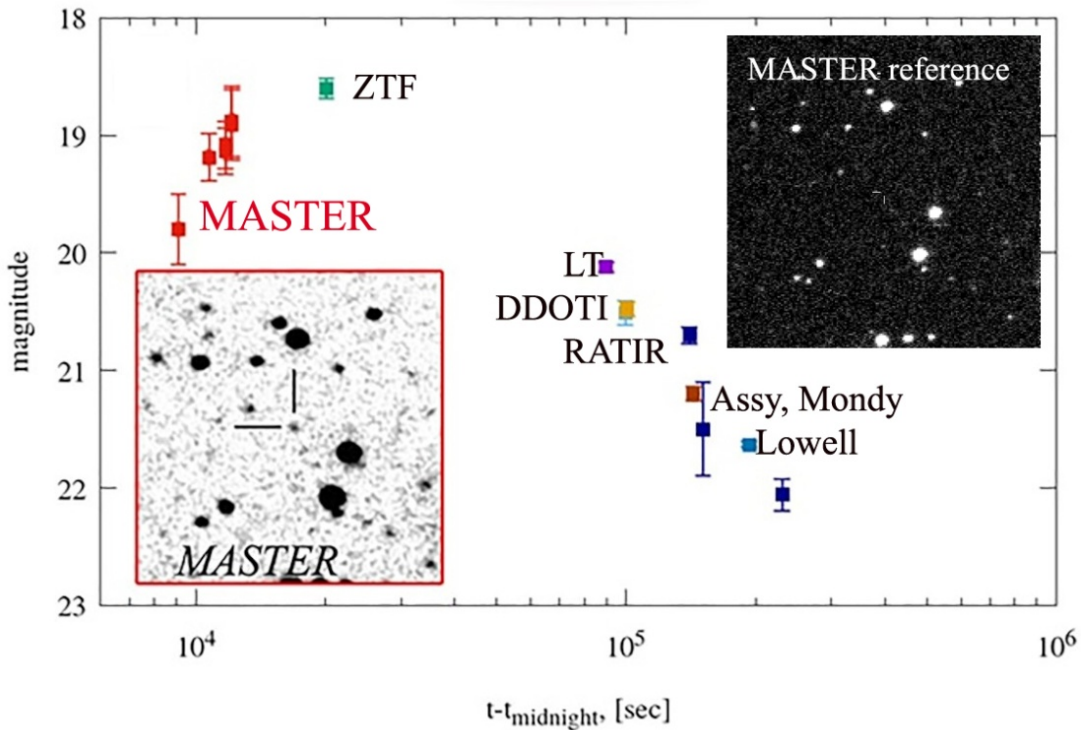 18
19
20
21
22
23
magnitude
ZTF
MASTER
LT
DDOTI
RATIR
Assy, Mondy
Lowell
MASTER reference
MASTER
10⁴
10⁵
10⁶
t-tmidnight, [sec]